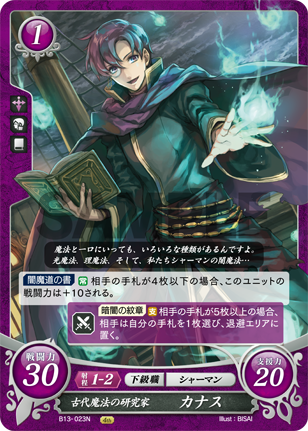 1
魔法と一口にいっても、いろいろな種類があるんですよ。
光魔法、理魔法、そして、私たちシャーマンの闇魔法…
闇魔道の書 常 相手の手札が4枚以下の場合、このユニットの
戦闘力は+10される。
暗闇の紋章 支 相手の手札が5枚以上の場合、
相手は自分の手札を1枚選び、退避エリアに
置く。
戦闘力 30
射程 1-2 下級職 シャーマン
支援力 20
古代魔法の研究家 カナス
B13-023N 4th Illust:BISAI